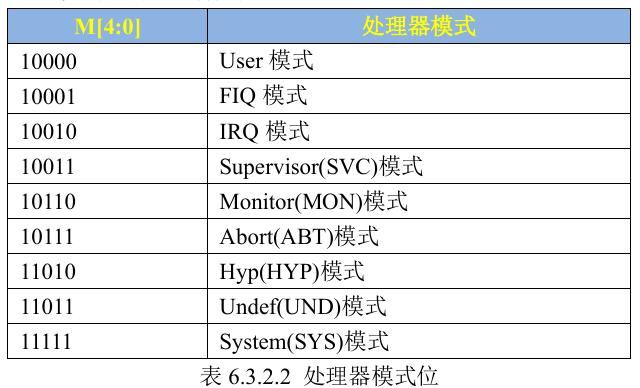 M[4:0] 处理器模式
10000 User 模式
10001 FIQ 模式
10010 IRQ 模式
10011 Supervisor(SVC)模式
10110 Monitor(MON)模式
10111 Abort(ABT)模式
11010 Hyp(HYP)模式
11011 Undef(UND)模式
11111 System(SYS)模式
表 6.3.2.2 处理器模式位